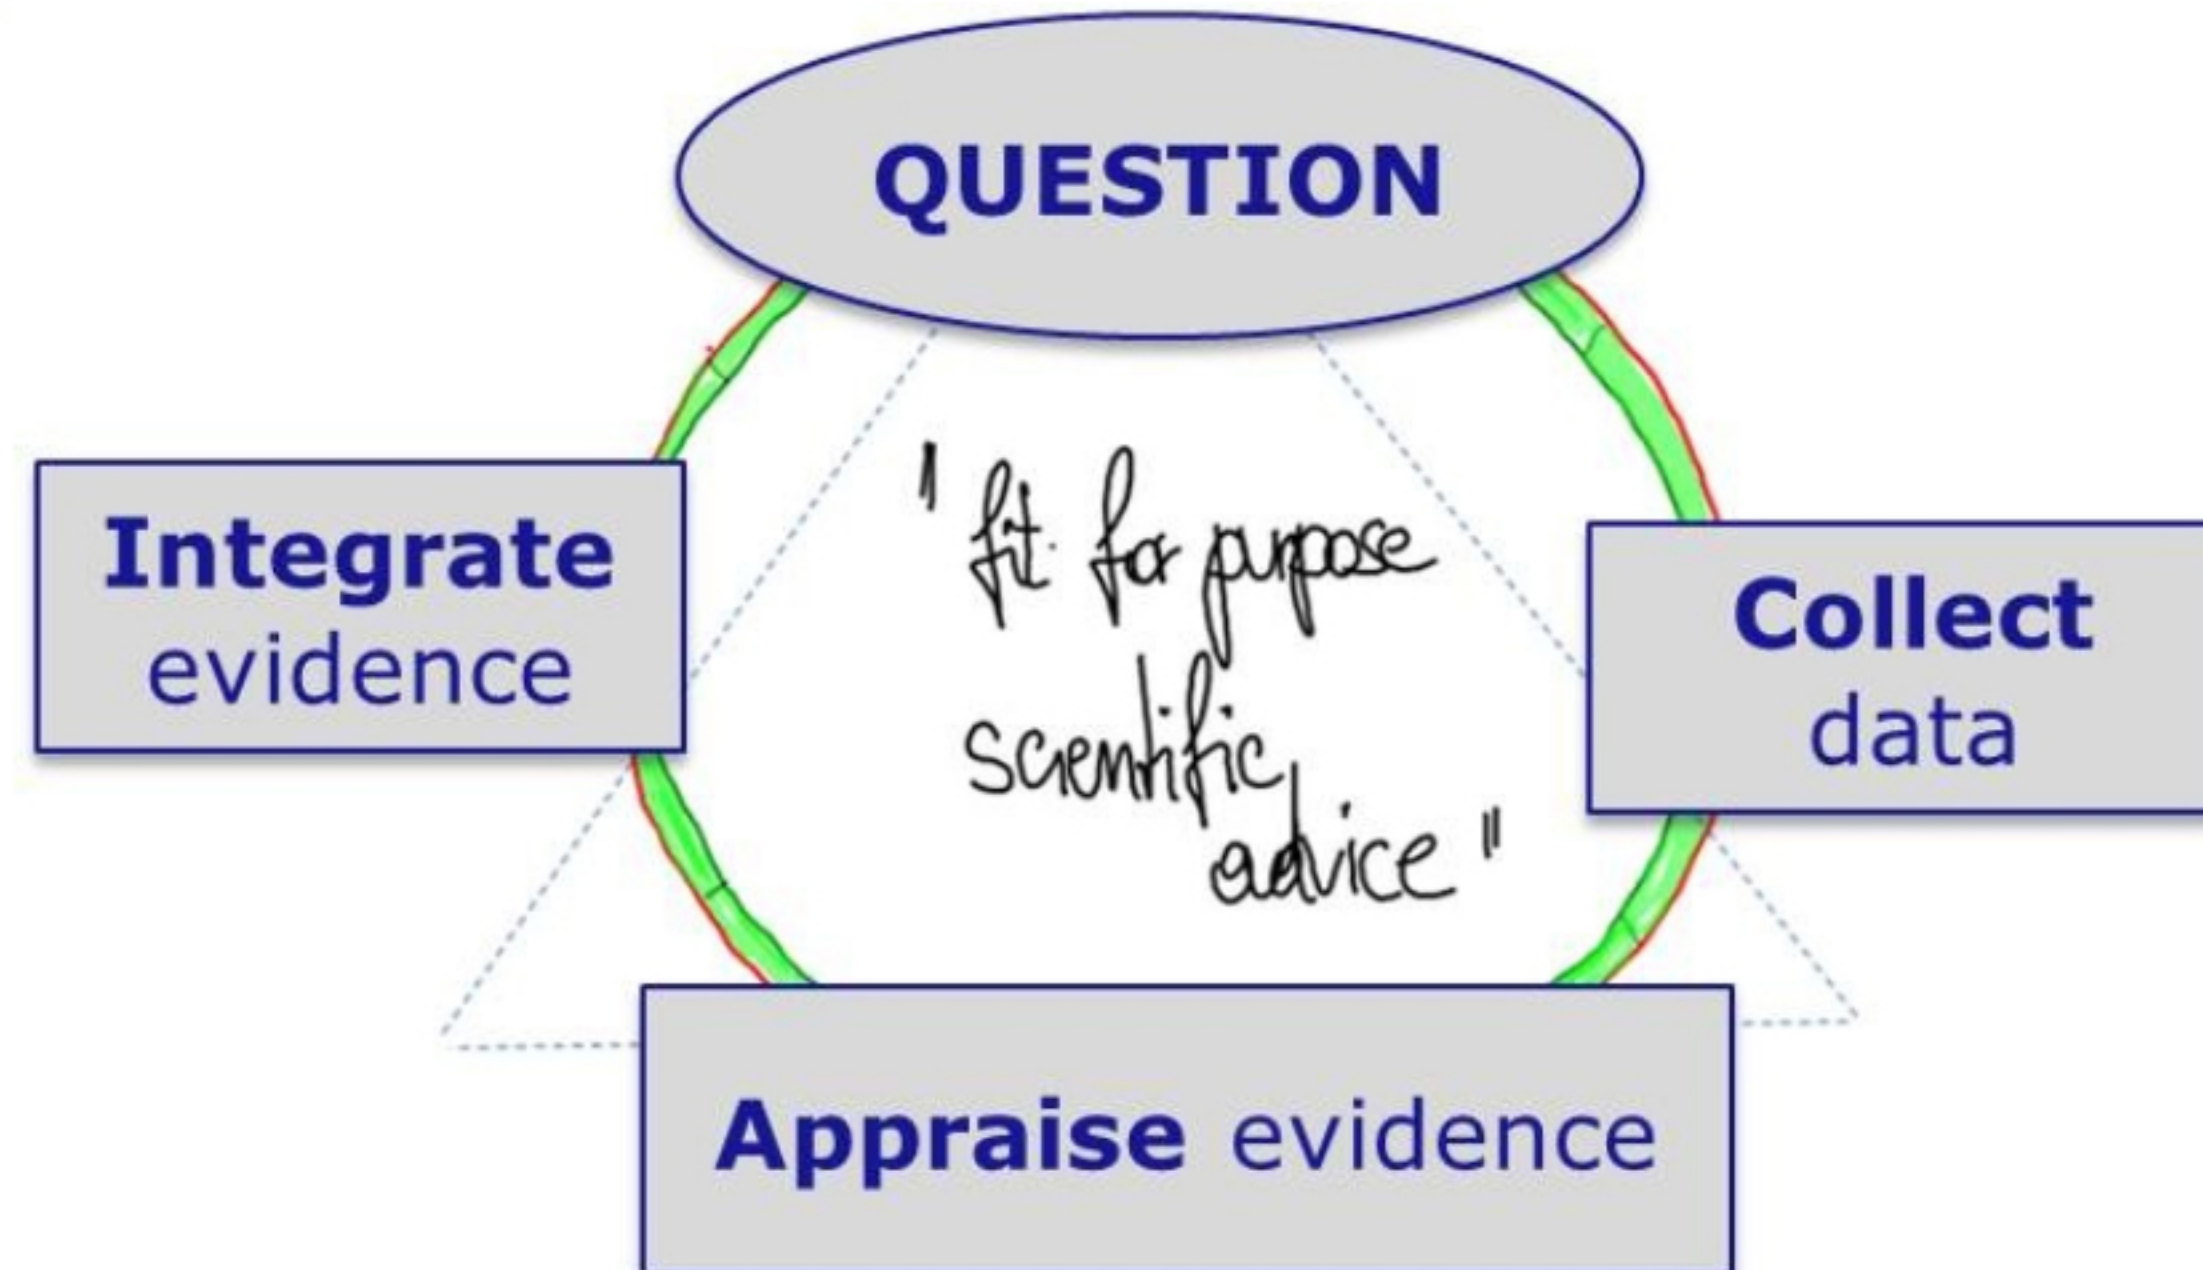 QUESTION
Integrate
evidence
"fit for purpose
scientific
advice"
Collect
data
Appraise evidence